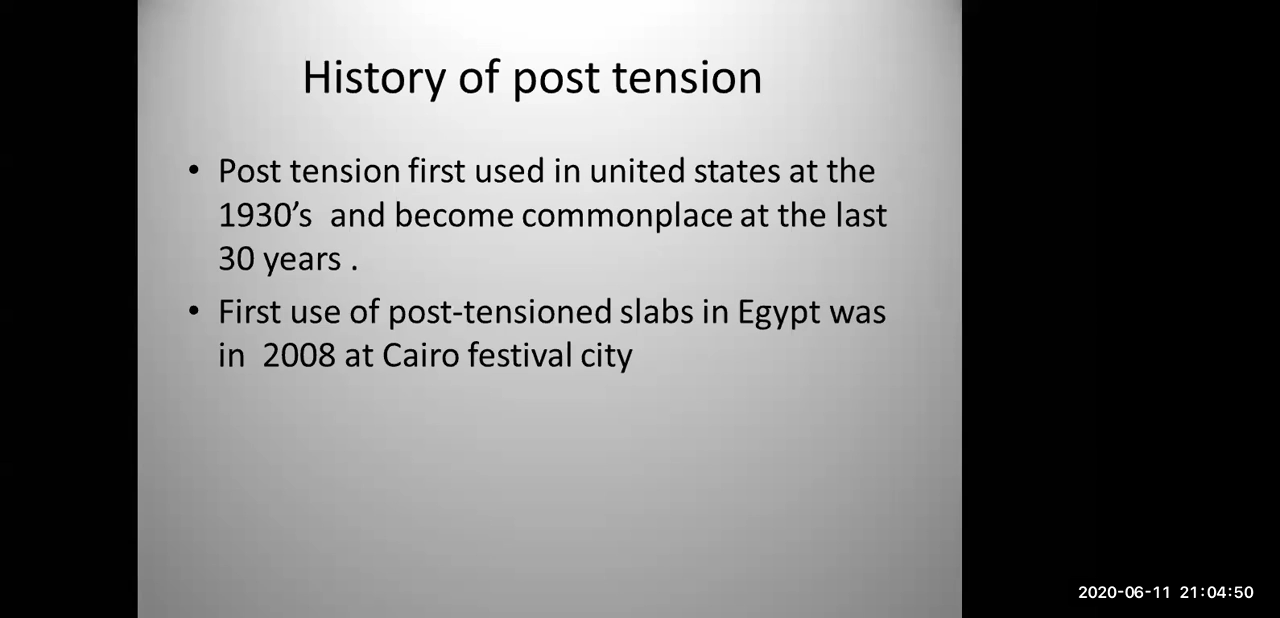 History of post tension
• Post tension first used in united states at the
1930’s and become commonplace at the last
30 years .
• First use of post-tensioned slabs in Egypt was
in 2008 at Cairo festival city
2020-06-11 21:04:50